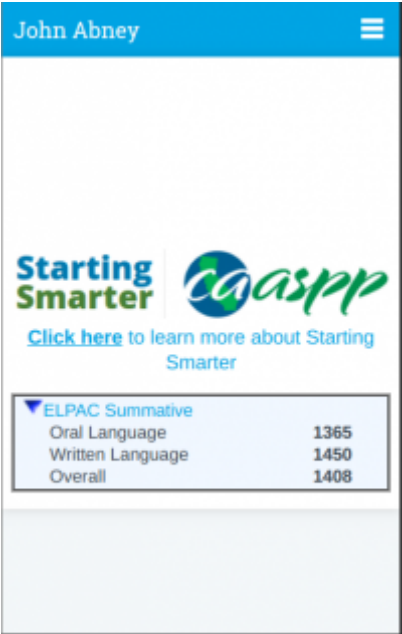 John Abney
Starting
Smarter
caaspp
Click here to learn more about Starting
Smarter
ELPAC Summative
Oral Language 1365
Written Language 1450
Overall 1408